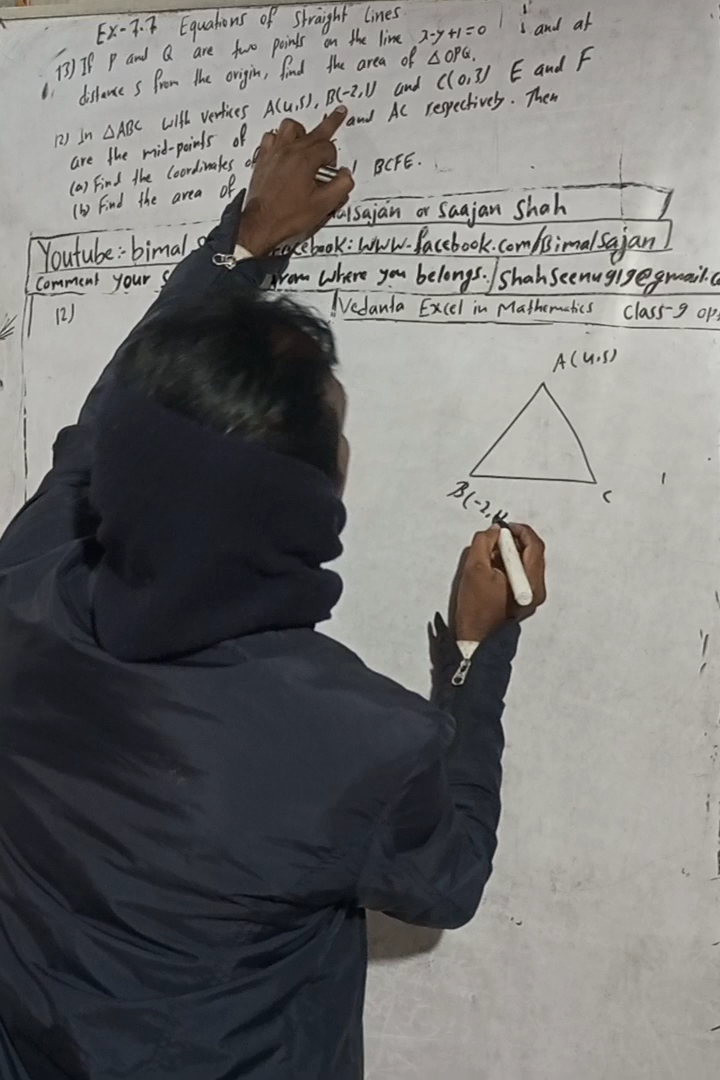 Ex-7.7 Equations of straight Lines
13) If P and Q are two points on the line x-y+1=0 and at
distance 5 from the origin, find the area of △OPQ.
12) In △ABC with vertices A(4,5), B(-2,1) and C(0,3) E and F
are the mid-points of and AC respectively. Then
(a) Find the coordinates
(b) Find the area of BCFE.
sajan or Saajan Shah
Youtube:- bimal facebook: www.facebook.com/Bimalsajan
Comment your from where you belongs. / shahseenu919@gmail.c
12) Vedanta Excel in Mathematics Class-9 op
A(4,5)
B(-2,1
C